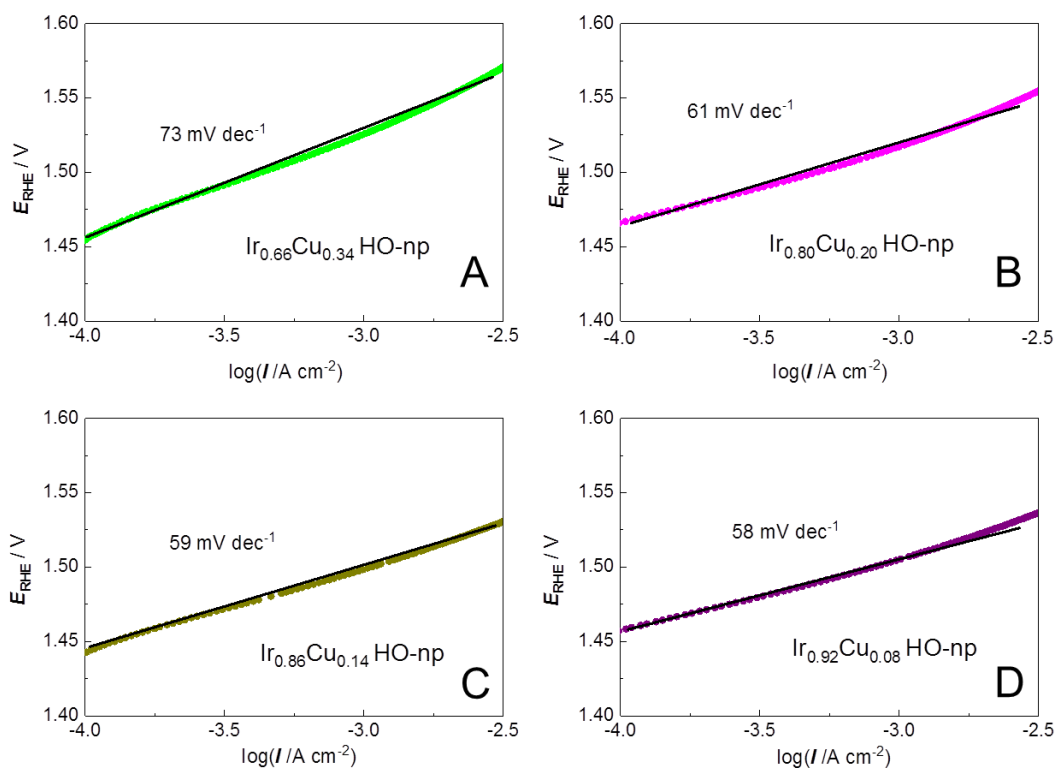 1.60
1.55
1.50
1.45
1.40
E_RHE / V
73 mV dec⁻¹
Ir₀.₆₆Cu₀.₃₄ HO-np
A
-4.0 -3.5 -3.0 -2.5
log(I /A cm⁻²)
1.60
1.55
1.50
1.45
1.40
E_RHE / V
61 mV dec⁻¹
Ir₀.₈₀Cu₀.₂₀ HO-np
B
-4.0 -3.5 -3.0 -2.5
log(I /A cm⁻²)
1.60
1.55
1.50
1.45
1.40
E_RHE / V
59 mV dec⁻¹
Ir₀.₈₆Cu₀.₁₄ HO-np
C
-4.0 -3.5 -3.0 -2.5
log(I /A cm⁻²)
1.60
1.55
1.50
1.45
1.40
E_RHE / V
58 mV dec⁻¹
Ir₀.₉₂Cu₀.₀₈ HO-np
D
-4.0 -3.5 -3.0 -2.5
log(I /A cm⁻²)